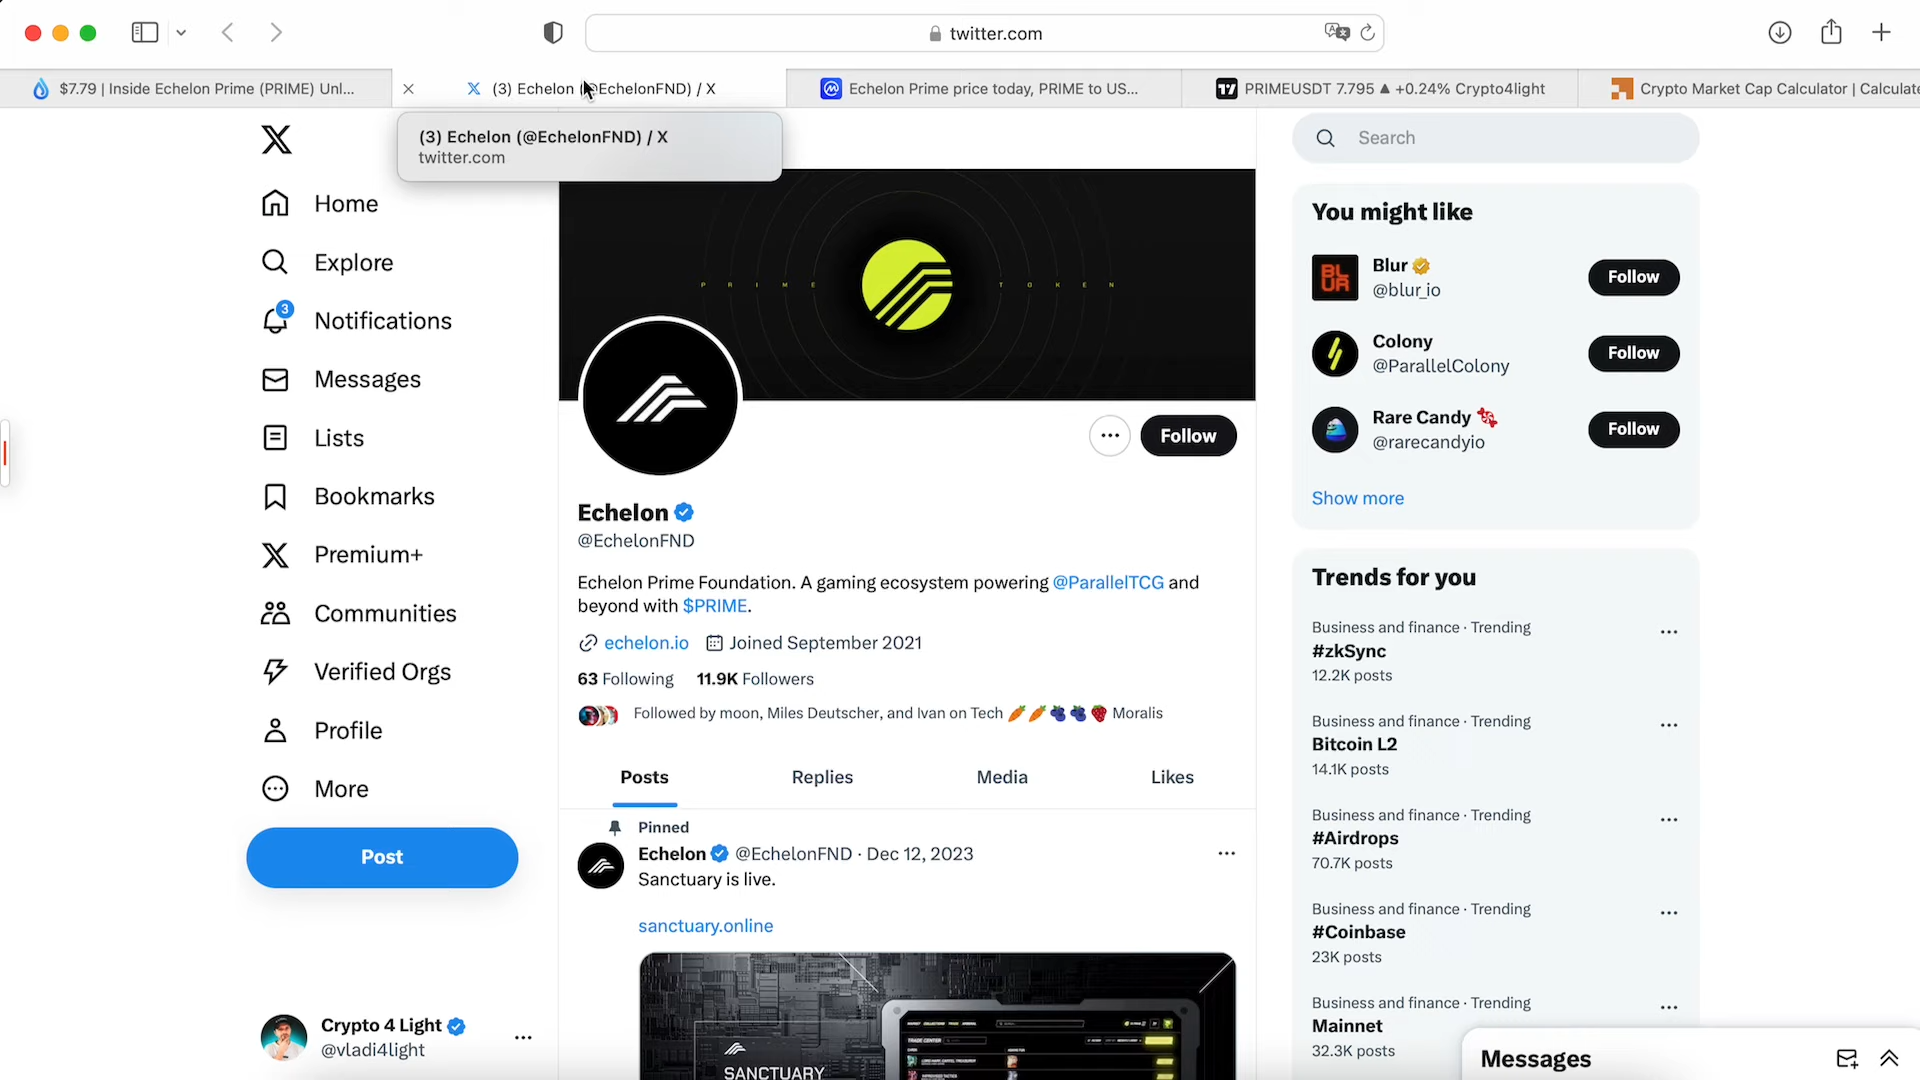 twitter.com
$7.79 | Inside Echelon Prime (PRIME) Unl...
(3) Echelon (@EchelonFND) / X
Echelon Prime price today, PRIME to US...
PRIMEUSDT 7.795 ▲ +0.24% Crypto4light
Crypto Market Cap Calculator | Calculate
(3) Echelon (@EchelonFND) / X
twitter.com
Home
Explore
3
Notifications
Messages
Lists
Bookmarks
Premium+
Communities
Verified Orgs
Profile
More
Post
Crypto 4 Light
@vladi4light
PRIME TOKEN
Follow
Echelon
@EchelonFND
Echelon Prime Foundation. A gaming ecosystem powering @ParallelTCG and
beyond with $PRIME.
echelon.io Joined September 2021
63 Following 11.9K Followers
Followed by moon, Miles Deutscher, and Ivan on Tech 🥕🥕🫐🫐🍓 Moralis
Posts Replies Media Likes
Pinned
Echelon @EchelonFND · Dec 12, 2023
Sanctuary is live.
sanctuary.online
TRADE CENTER
SANCTUARY
Search
You might like
BLUR
Blur
@blur_io
Follow
Colony
@ParallelColony
Follow
Rare Candy 🍬
@rarecandyio
Follow
Show more
Trends for you
Business and finance · Trending
#zkSync
12.2K posts
Business and finance · Trending
Bitcoin L2
14.1K posts
Business and finance · Trending
#Airdrops
70.7K posts
Business and finance · Trending
#Coinbase
23K posts
Business and finance · Trending
Mainnet
32.3K posts
Messages